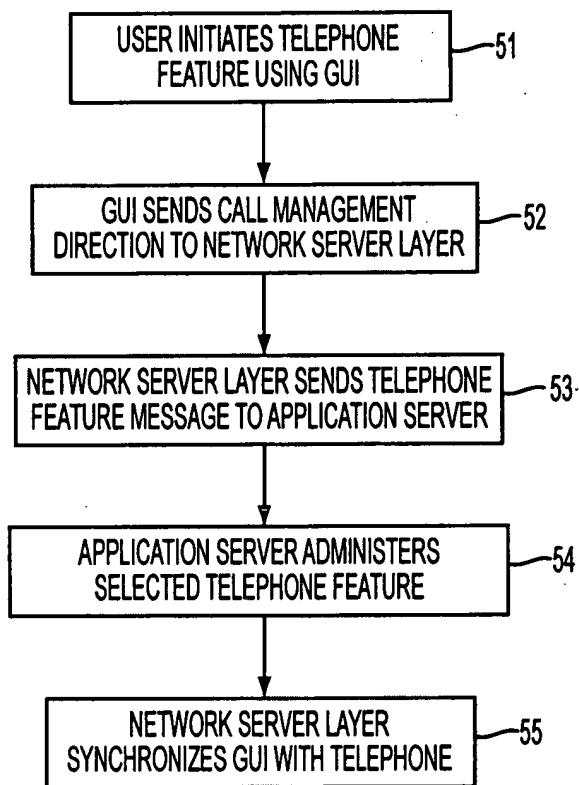 USER INITIATES TELEPHONE
FEATURE USING GUI
51
GUI SENDS CALL MANAGEMENT
DIRECTION TO NETWORK SERVER LAYER
52
NETWORK SERVER LAYER SENDS TELEPHONE
FEATURE MESSAGE TO APPLICATION SERVER
53
APPLICATION SERVER ADMINISTERS
SELECTED TELEPHONE FEATURE
54
NETWORK SERVER LAYER
SYNCHRONIZES GUI WITH TELEPHONE
55